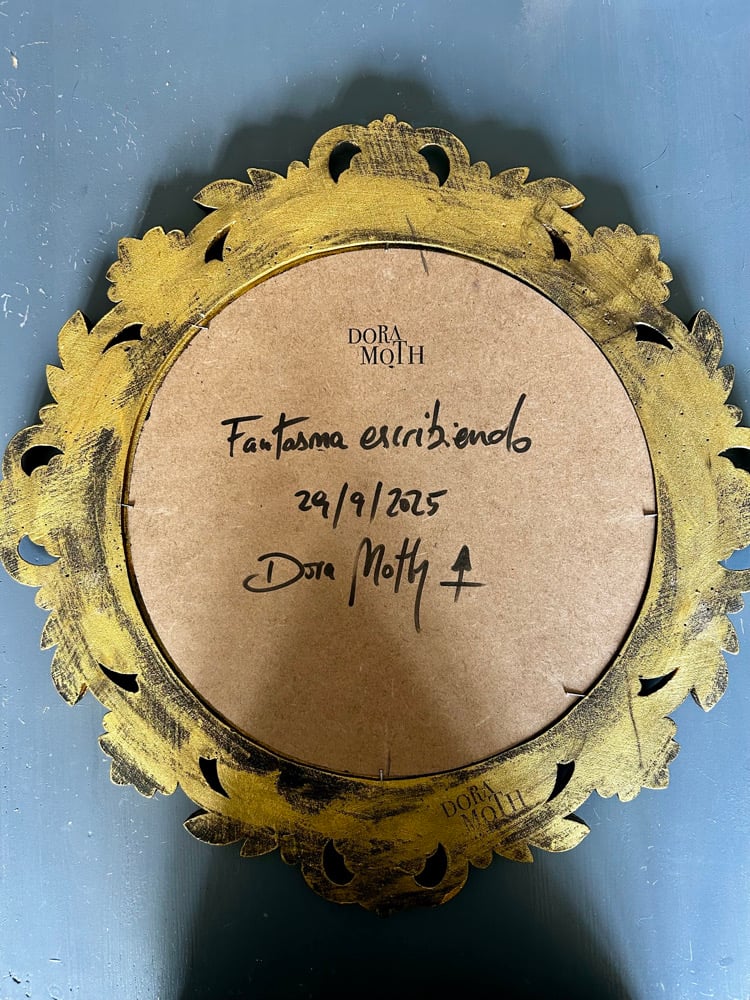 DORA
MOTH
Fantasma escribiendo
29/9/2025
Dora Moth
DORA
MOTH